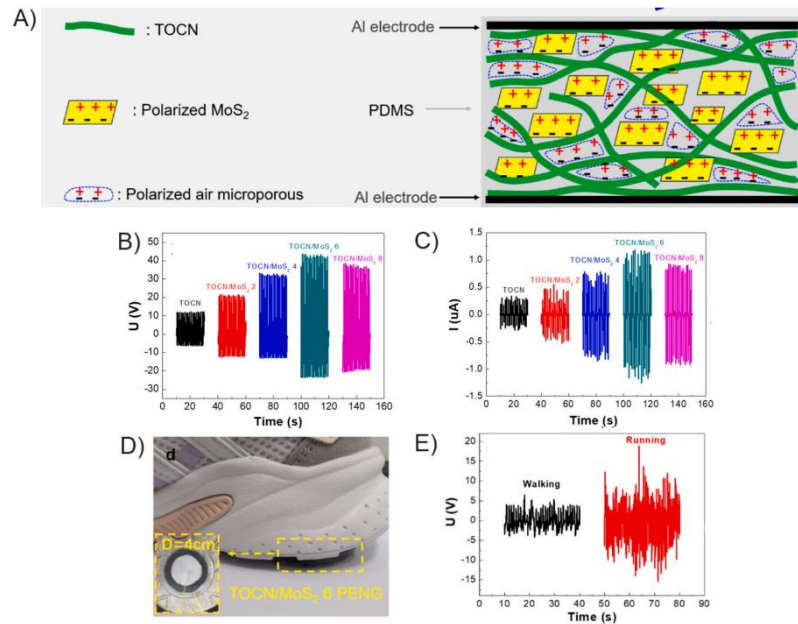 A)
: TOCN
: Polarized MoS₂
: Polarized air microporous
Al electrode
PDMS
Al electrode
B)
U (V)
50
40
30
20
10
0
-10
-20
-30
TOCN
TOCN/MoS₂ 2
TOCN/MoS₂ 4
TOCN/MoS₂ 6
TOCN/MoS₂ 8
0 20 40 60 80 100 120 140 160
Time (s)
C)
I (uA)
1.5
1.0
0.5
0.0
-0.5
-1.0
-1.5
TOCN
TOCN/MoS₂ 2
TOCN/MoS₂ 4
TOCN/MoS₂ 6
TOCN/MoS₂ 8
0 20 40 60 80 100 120 140 160
Time (s)
D)
d
D=4cm
TOCN/MoS₂ 6 PENG
E)
U (V)
20
15
10
5
0
-5
-10
-15
Walking
Running
0 10 20 30 40 50 60 70 80 90
Time (s)